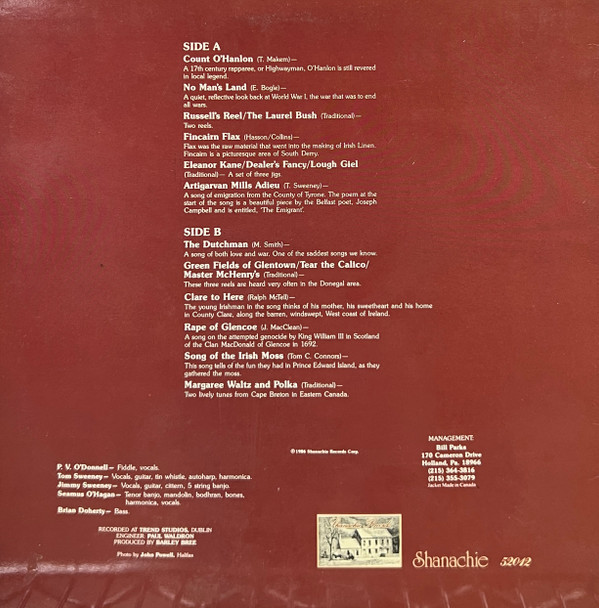 SIDE A
Count O'Hanlon (T. Makem)—
A 17th century rapparee, or Highwayman, O'Hanlon is still revered
in local legend.
No Man's Land (E. Bogle)—
A quiet, reflective look back at World War I, the war that was to end
all wars.
Russell's Reel/The Laurel Bush (Traditional)—
Two reels.
Fincairn Flax (Hasson/Collins)—
Flax was the raw material that went into the making of Irish Linen.
Fincairn is a picturesque area of South Derry.
Eleanor Kane/Dealer's Fancy/Lough Giel
(Traditional)— A set of three jigs.
Artigarvan Mills Adieu (T. Sweeney)—
A song of emigration from the County of Tyrone. The poem at the
start of the song is a beautiful piece by the Belfast poet, Joseph
Campbell and is entitled, 'The Emigrant'.
SIDE B
The Dutchman (M. Smith)—
A song of both love and war. One of the saddest songs we know.
Green Fields of Glentown/Tear the Calico/
Master McHenry's (Traditional)—
These three reels are heard very often in the Donegal area.
Clare to Here (Ralph McTell)—
The young Irishman in the song thinks of his mother, his sweetheart and his home
in County Clare, along the barren, windswept, West coast of Ireland.
Rape of Glencoe (J. MacLean)—
A song on the attempted genocide by King William III in Scotland
of the Clan MacDonald of Glencoe in 1692.
Song of the Irish Moss (Tom C. Connors)—
This song tells of the fun they had in Prince Edward Island, as they
gathered the moss.
Margaree Waltz and Polka (Traditional)—
Two lively tunes from Cape Breton in Eastern Canada.
P. V. O'Donnell— Fiddle, vocals.
Tom Sweeney— Vocals, guitar, tin whistle, autoharp, harmonica.
Jimmy Sweeney— Vocals, guitar, cittern, 5 string banjo.
Seamus O'Hagan— Tenor banjo, mandolin, bodhran, bones,
harmonica, vocals.
Brian Doherty— Bass.
RECORDED AT TREND STUDIOS, DUBLIN
ENGINEER: PAUL WALDRON
PRODUCED BY BARLEY BREE
Photo by John Powell, Halifax
©1986 Shanachie Records Corp.
MANAGEMENT:
Bill Parks
170 Cameron Drive
Holland, Pa. 18966
(215) 364-3816
(215) 355-3079
Jacket Made in Canada
Shanachie 52012